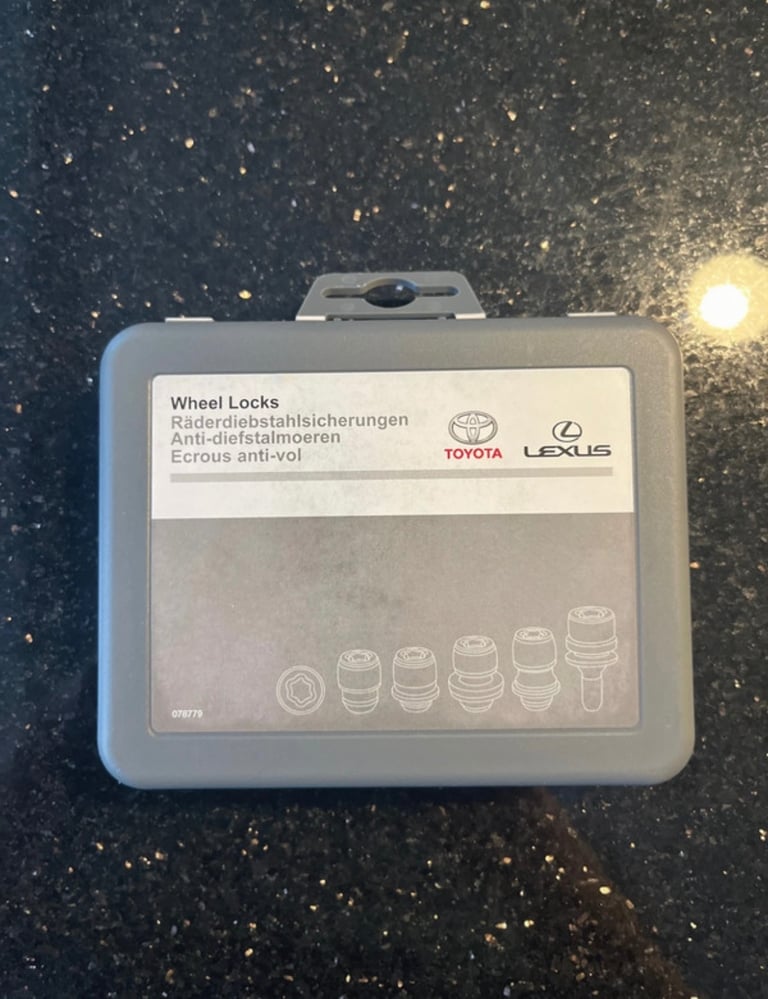 Wheel Locks
Räderdiebstahlsicherungen
Anti-diefstalmoeren
Ecrous anti-vol
TOYOTA
LEXUS
078779